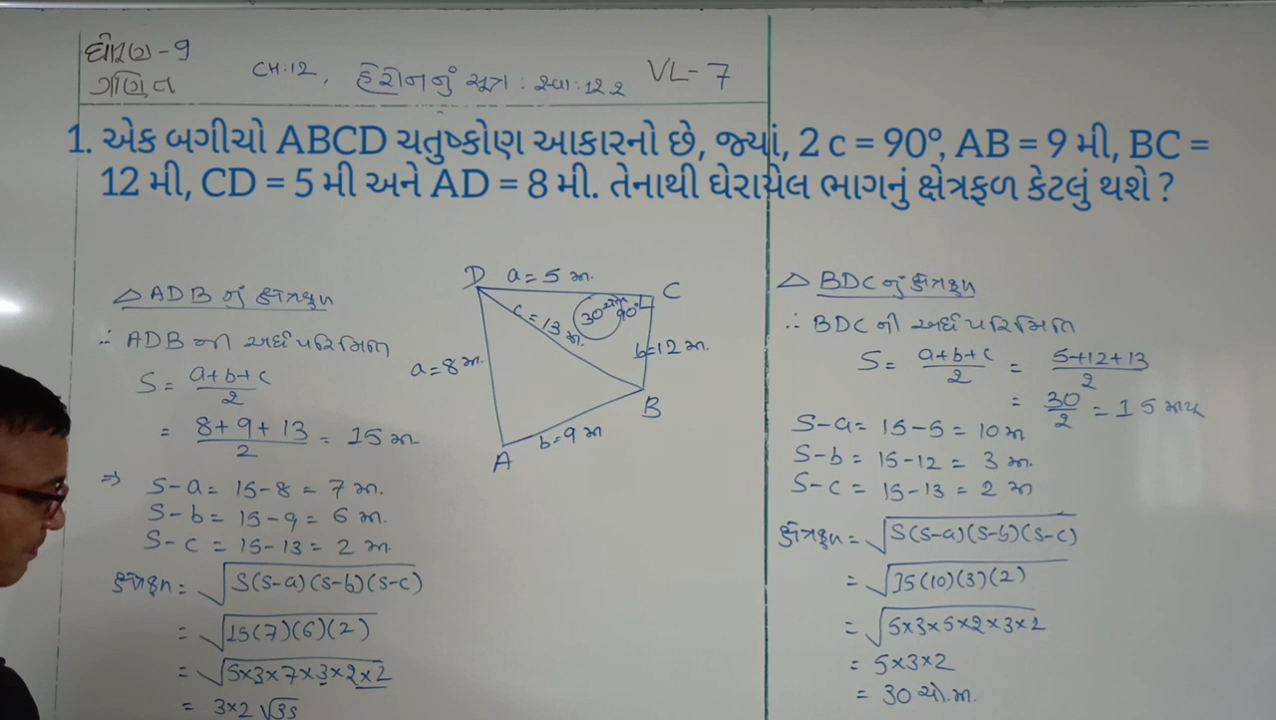 ધોરણ-9
ગણિત
CH:12, હેરોનનું સૂત્ર : સ્વા:12.2
VL-7
1. એક બગીચો ABCD ચતુષ્કોણ આકારનો છે, જ્યાં, 2 c = 90°, AB = 9 મી, BC =
12 મી, CD = 5 મી અને AD = 8 મી. તેનાથી ઘેરાયેલ ભાગનું ક્ષેત્રફળ કેટલું થશે ?
△ADB નું ક્ષેત્રફળ
∴ ADB ની અર્ધપરિમિતિ
S = a+b+c / 2
= 8+9+13 / 2 = 15 મી.
⇒ S-a = 15-8 = 7 મી.
S-b = 15-9 = 6 મી.
S-c = 15-13 = 2 મી.
ક્ષેત્રફળ = √S(S-a)(S-b)(S-c)
= √15(7)(6)(2)
= √5×3×7×3×2×2
= 3×2 √35
D a=5 મી. C
30 90°
c=13 મી.
a=8 મી. b=12 મી.
B
b=9 મી
A
△BDC નું ક્ષેત્રફળ
∴ BDC ની અર્ધપરિમિતિ
S = a+b+c / 2 = 5+12+13 / 2
= 30 / 2 = 15 મીટર
S-a = 15-5 = 10 મી
S-b = 15-12 = 3 મી.
S-c = 15-13 = 2 મી
ક્ષેત્રફળ = √S(S-a)(S-b)(S-c)
= √15(10)(3)(2)
= √5×3×5×2×3×2
= 5×3×2
= 30 ચો.મી.